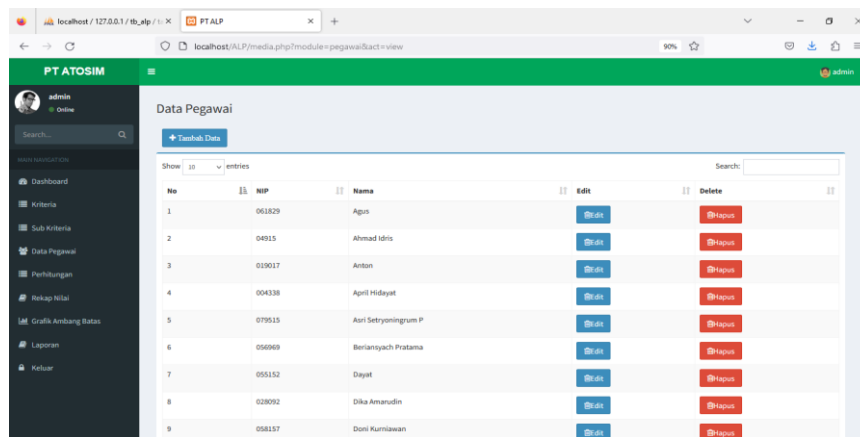 localhost / 127.0.0.1 / tb_alp / t
PT ALP
localhost/ALP/media.php?module=pegawai&act=view
90%
PT ATOSIM
admin
admin
Online
Search...
MAIN NAVIGATION
Dashboard
Kriteria
Sub Kriteria
Data Pegawai
Perhitungan
Rekap Nilai
Grafik Ambang Batas
Laporan
Keluar
Data Pegawai
Tambah Data
Show 10 entries
Search:
No NIP Nama Edit Delete
1 061829 Agus Edit Hapus
2 04915 Ahmad Idris Edit Hapus
3 019017 Anton Edit Hapus
4 004338 April Hidayat Edit Hapus
5 079515 Asri Setryoningrum P Edit Hapus
6 056969 Beriansyach Pratama Edit Hapus
7 055152 Dayat Edit Hapus
8 028092 Dika Amarudin Edit Hapus
9 058157 Doni Kurniawan Edit Hapus